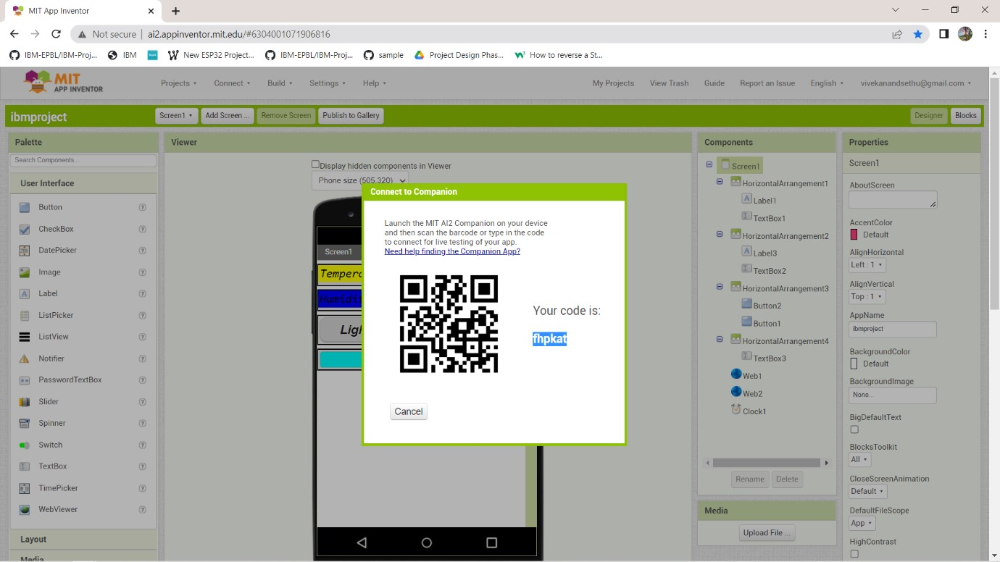 MIT App Inventor
Not secure
ai2.appinventor.mit.edu/#6304001071906816
IBM-EPBL/IBM-Proj... IBM New ESP32 Project... IBM-EPBL/IBM-Proj... sample Project Design Phas... How to reverse a St...
MIT
APP INVENTOR
Projects Connect Build Settings Help My Projects View Trash Guide Report an Issue English vivekanandsethu@gmail.com
ibmproject Screen1 Add Screen ... Remove Screen Publish to Gallery Designer Blocks
Palette
Search Components...
User Interface
Button
CheckBox
DatePicker
Image
Label
ListPicker
ListView
Notifier
PasswordTextBox
Slider
Spinner
Switch
TextBox
TimePicker
WebViewer
Layout
Media
Viewer
Display hidden components in Viewer
Phone size (505,320)
Screen1
Connect to Companion
Launch the MIT AI2 Companion on your device
and then scan the barcode or type in the code
to connect for live testing of your app.
Need help finding the Companion App?
Your code is:
fhpkat
Cancel
Components
Screen1
HorizontalArrangement1
Label1
TextBox1
HorizontalArrangement2
Label3
TextBox2
HorizontalArrangement3
Button2
Button1
HorizontalArrangement4
TextBox3
Web1
Web2
Clock1
Rename Delete
Media
Upload File ...
Properties
Screen1
AboutScreen
AccentColor
Default
AlignHorizontal
Left : 1
AlignVertical
Top : 1
AppName
ibmproject
BackgroundColor
Default
BackgroundImage
None...
BigDefaultText
BlocksToolkit
All
CloseScreenAnimation
Default
DefaultFileScope
App
HighContrast